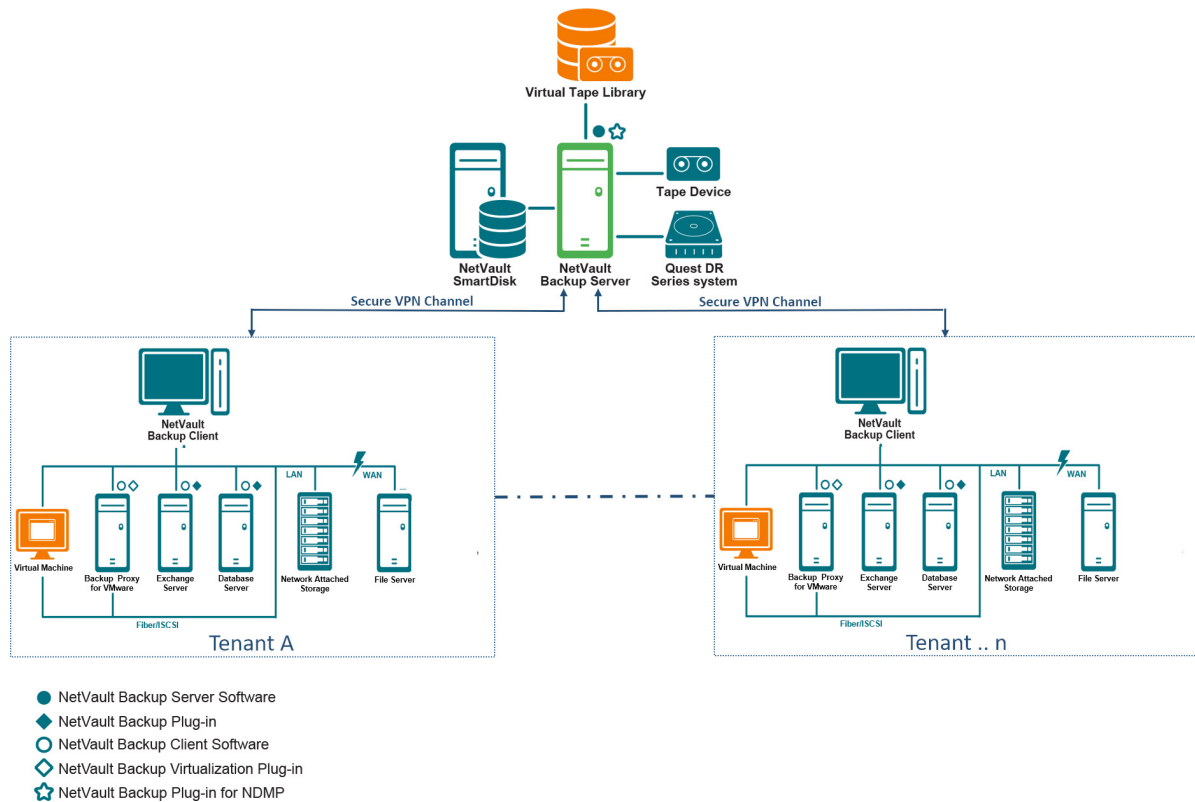 Virtual Tape Library
Tape Device
NetVault
SmartDisk
NetVault
Backup Server
Quest DR
Series system
Secure VPN Channel
Secure VPN Channel
NetVault
Backup Client
LAN
WAN
Virtual Machine
Backup Proxy
for VMware
Exchange
Server
Database
Server
Network Attached
Storage
File Server
Fiber/ISCSI
Tenant A
NetVault
Backup Client
LAN
WAN
Virtual Machine
Backup Proxy
for VMware
Exchange
Server
Database
Server
Network Attached
Storage
File Server
Fiber/ISCSI
Tenant .. n
NetVault Backup Server Software
NetVault Backup Plug-in
NetVault Backup Client Software
NetVault Backup Virtualization Plug-in
NetVault Backup Plug-in for NDMP